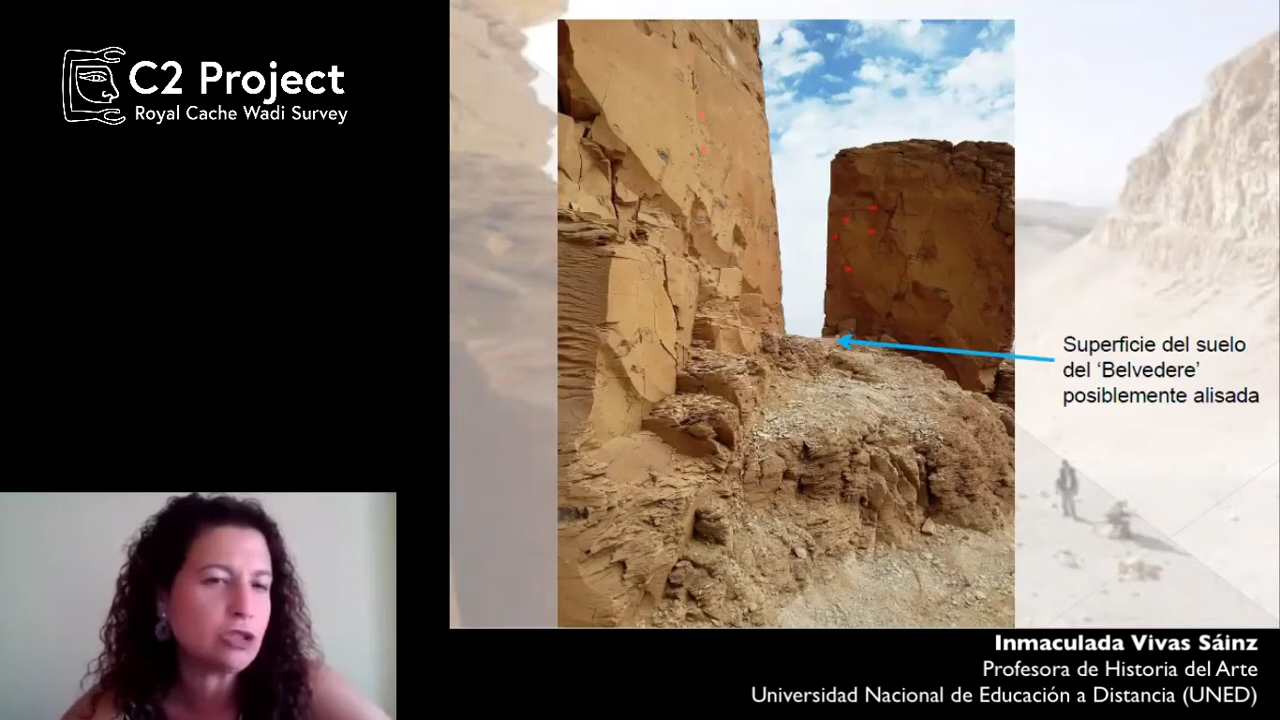 C2 Project
Royal Cache Wadi Survey
Superficie del suelo
del ‘Belvedere’
posiblemente alisada
Inmaculada Vivas Sáinz
Profesora de Historia del Arte
Universidad Nacional de Educación a Distancia (UNED)